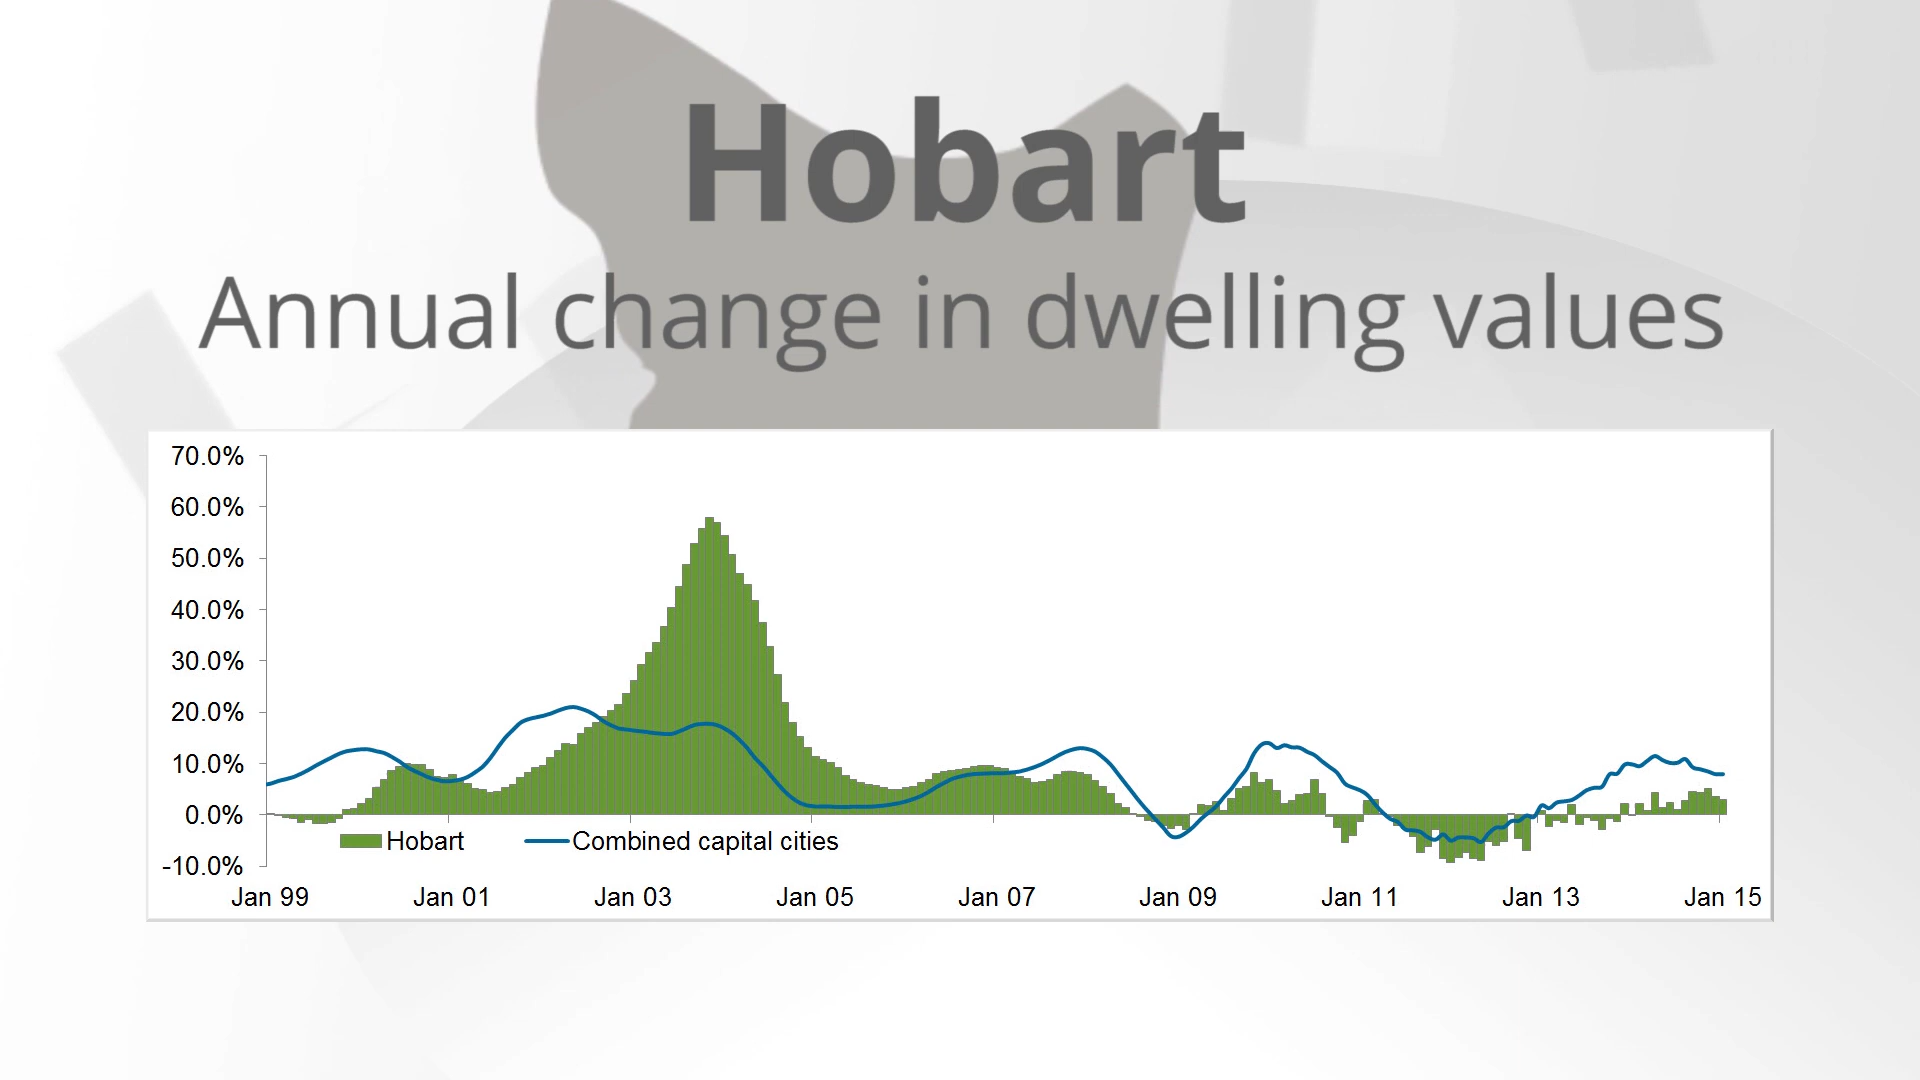 Hobart
Annual change in dwelling values
70.0%
60.0%
50.0%
40.0%
30.0%
20.0%
10.0%
0.0%
-10.0%
Hobart Combined capital cities
Jan 99 Jan 01 Jan 03 Jan 05 Jan 07 Jan 09 Jan 11 Jan 13 Jan 15